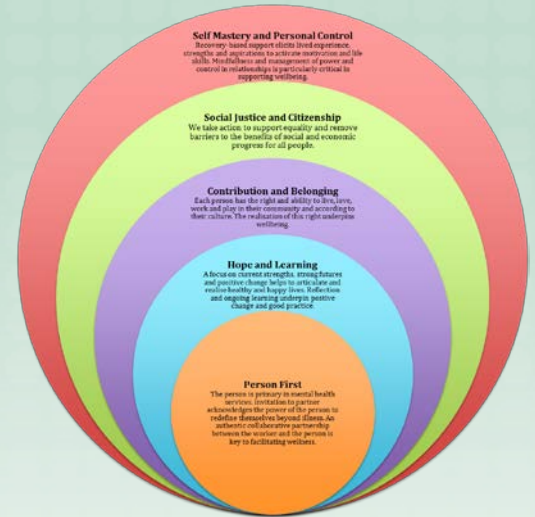 Self Mastery and Personal Control
Recovery-based support elicits lived experience,
strengths and aspirations to activate motivation and life
skills. Mindfulness and management of power and
control in relationships is particularly critical in
supporting wellbeing.
Social Justice and Citizenship
We take action to support equality and remove
barriers to the benefits of social and economic
progress for all people.
Contribution and Belonging
Each person has the right and ability to live, love,
work and play in their community and according to
their culture. The realisation of this right underpins
wellbeing.
Hope and Learning
A focus on current strengths, strong futures
and positive change helps to articulate and
realise healthy and happy lives. Reflection
and ongoing learning underpin positive
change and good practice.
Person First
The person is primary in mental health
services, invitation to partner
acknowledges the power of the person to
redefine themselves beyond illness. An
authentic collaborative partnership
between the worker and the person is
key to facilitating wellness.